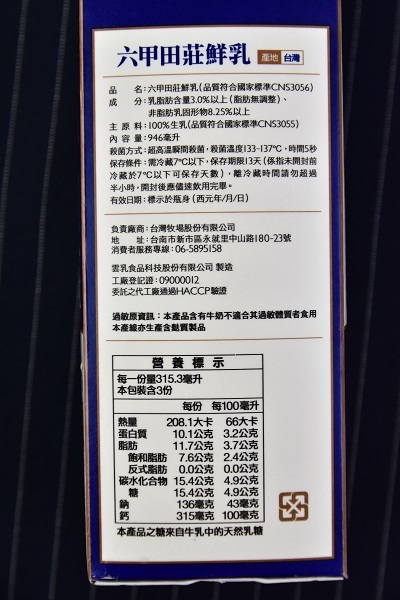 六甲田莊鮮乳 產地 台灣
品 名：六甲田莊鮮乳(品質符合國家標準CNS3056)
成 分：乳脂肪含量3.0%以上(脂肪無調整)、
非脂肪乳固形物8.25%以上
主 原 料：100%生乳(品質符合國家標準CNS3055)
內 容 量：946毫升
殺菌方式：超高溫瞬間殺菌，殺菌溫度133-137℃，時間5秒
保存條件：需冷藏7℃以下，保存期限13天(係指未開封前
冷藏於7℃以下可保存天數)，離冷藏時間請勿超過
半小時，開封後應儘速飲用完畢。
有效日期：標示於瓶身(西元年/月/日)
負責廠商：台灣牧場股份有限公司
地 址：台南市新市區永就里中山路180-23號
消費者服務專線：06-5895158
雲乳食品科技股份有限公司 製造
工廠登記證：09000012
委託之代工廠通過HACCP驗證
過敏原資訊：本產品含有牛奶不適合其過敏體質者食用
本產線亦生產含麩質製品
營養標示
每一份量315.3毫升
本包裝含3份
每份 每100毫升
熱量 208.1大卡 66大卡
蛋白質 10.1公克 3.2公克
脂肪 11.7公克 3.7公克
飽和脂肪 7.6公克 2.4公克
反式脂肪 0.0公克 0.0公克
碳水化合物 15.4公克 4.9公克
糖 15.4公克 4.9公克
鈉 136毫克 43毫克
鈣 315毫克 100毫克
本產品之糖來自牛乳中的天然乳糖